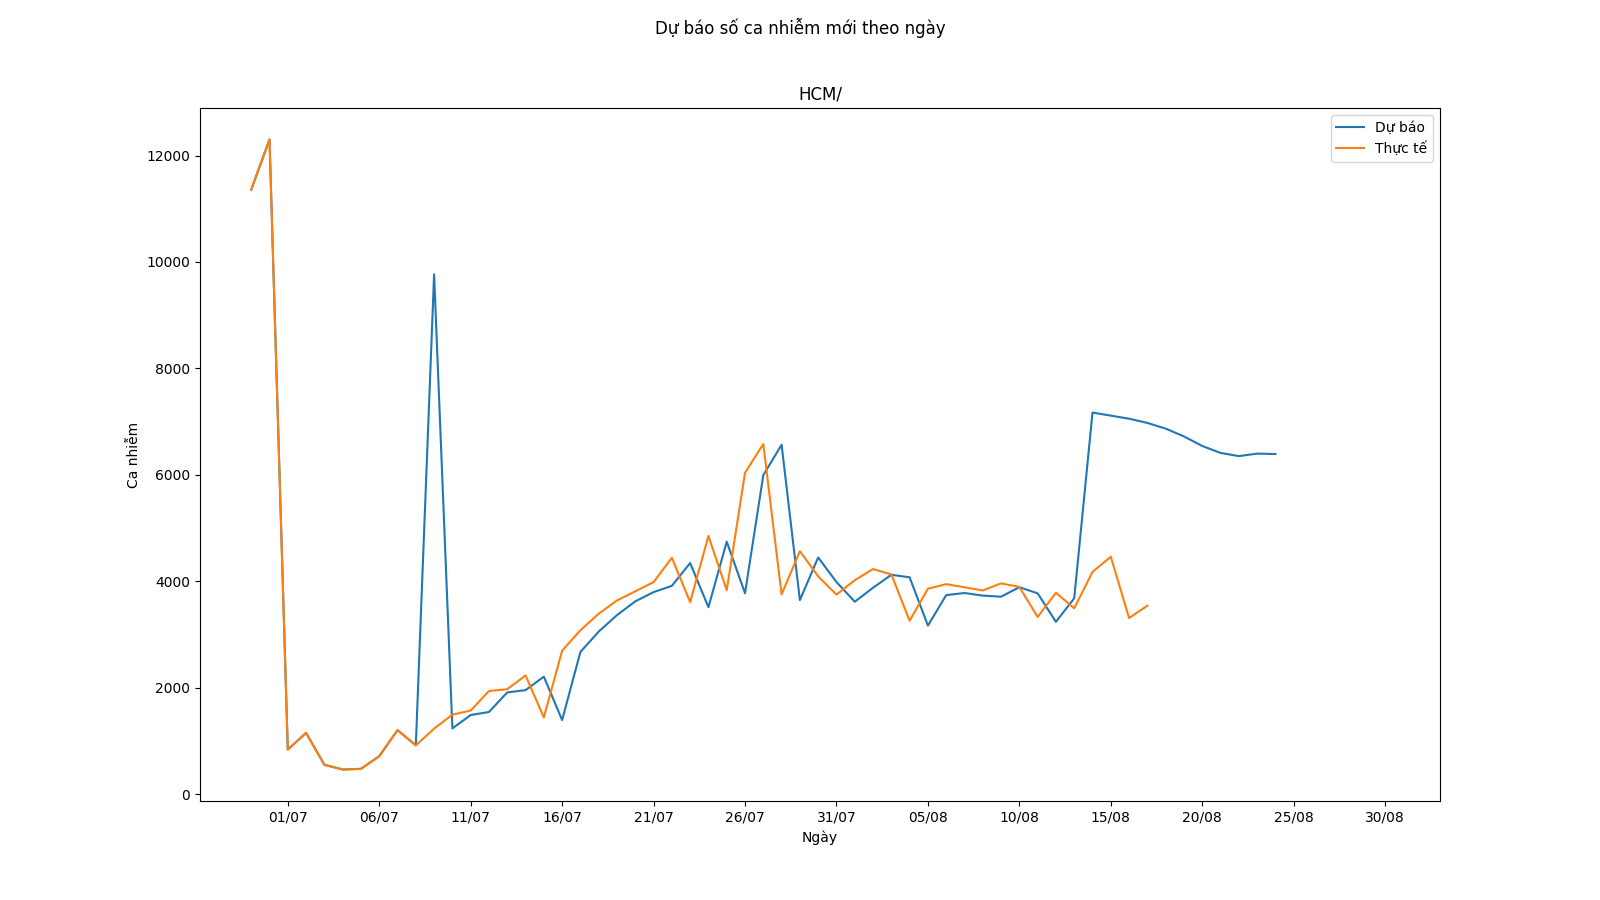 Dự báo số ca nhiễm mới theo ngày
HCM/
Dự báo
Thực tế
12000
10000
8000
6000
4000
2000
0
Ca nhiễm
01/07 06/07 11/07 16/07 21/07 26/07 31/07 05/08 10/08 15/08 20/08 25/08 30/08
Ngày